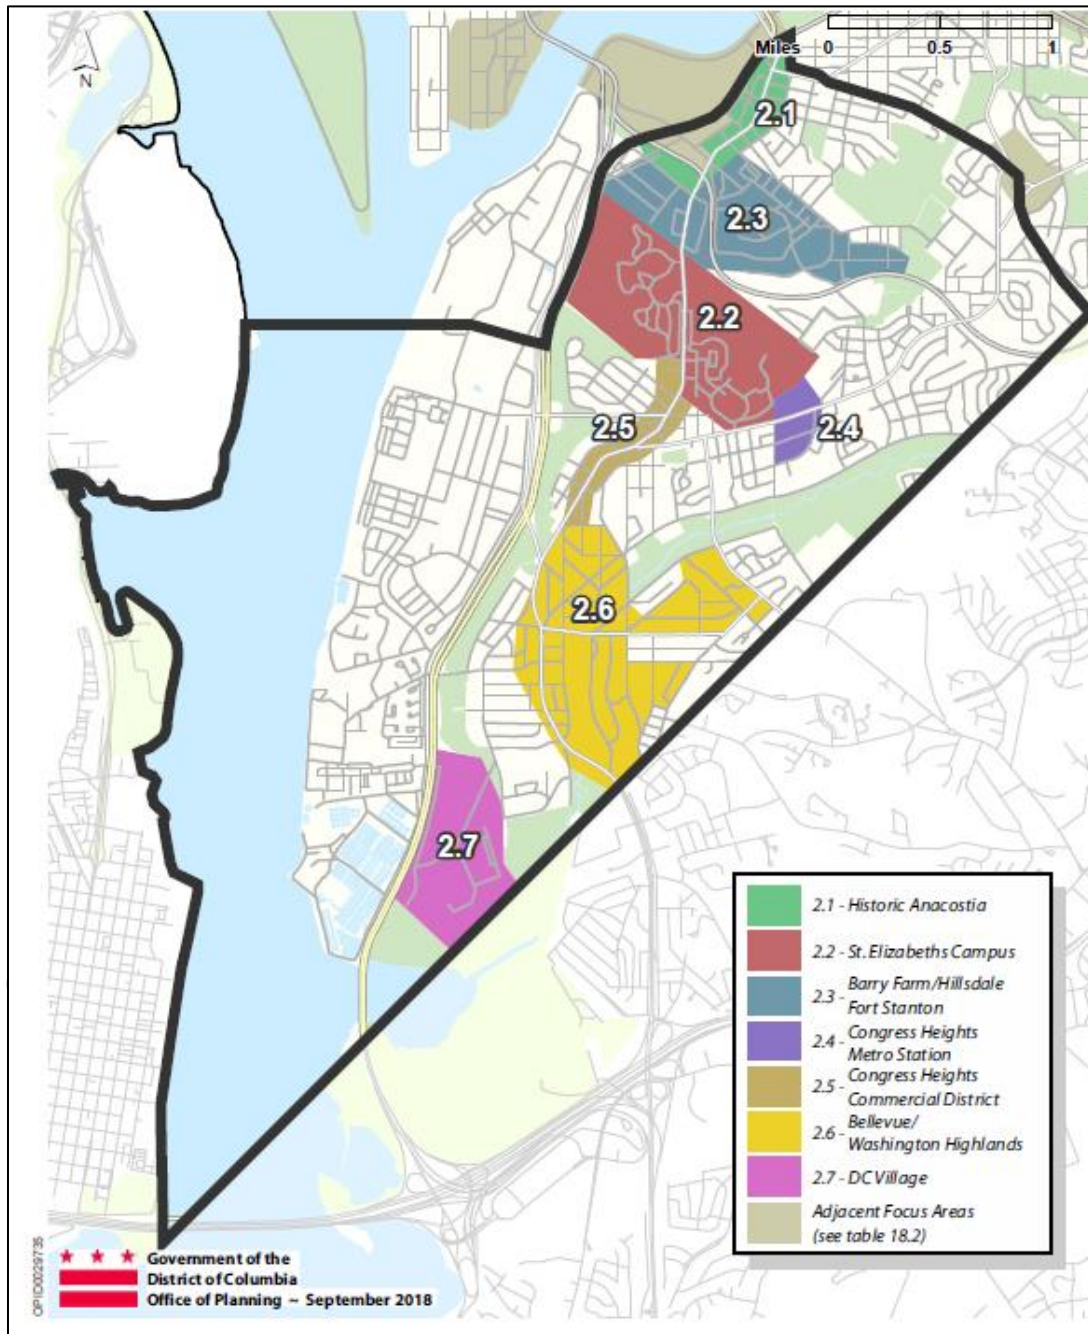 N
Miles 0 0.5 1
2.1
2.3
2.2
2.5
2.4
2.6
2.7
2.1 - Historic Anacostia
2.2 - St. Elizabeths Campus
2.3 - Barry Farm/Hillsdale
Fort Stanton
2.4 - Congress Heights
Metro Station
2.5 - Congress Heights
Commercial District
2.6 - Bellevue/
Washington Highlands
2.7 - DC Village
Adjacent Focus Areas
(see table 18.2)
Government of the
District of Columbia
Office of Planning ~ September 2018
OPID0029735